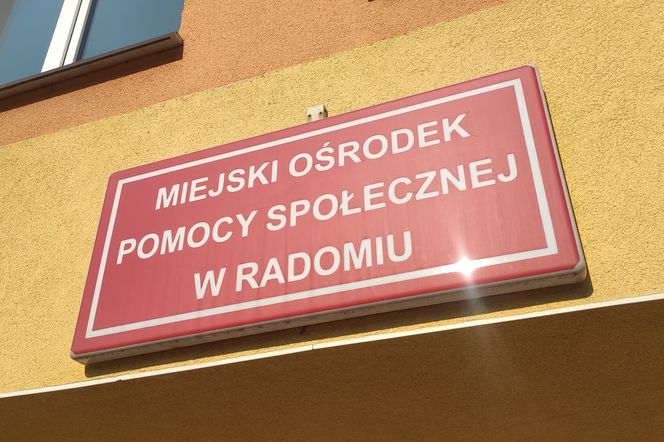 MIEJSKI OŚRODEK
POMOCY SPOŁECZNEJ
W RADOMIU